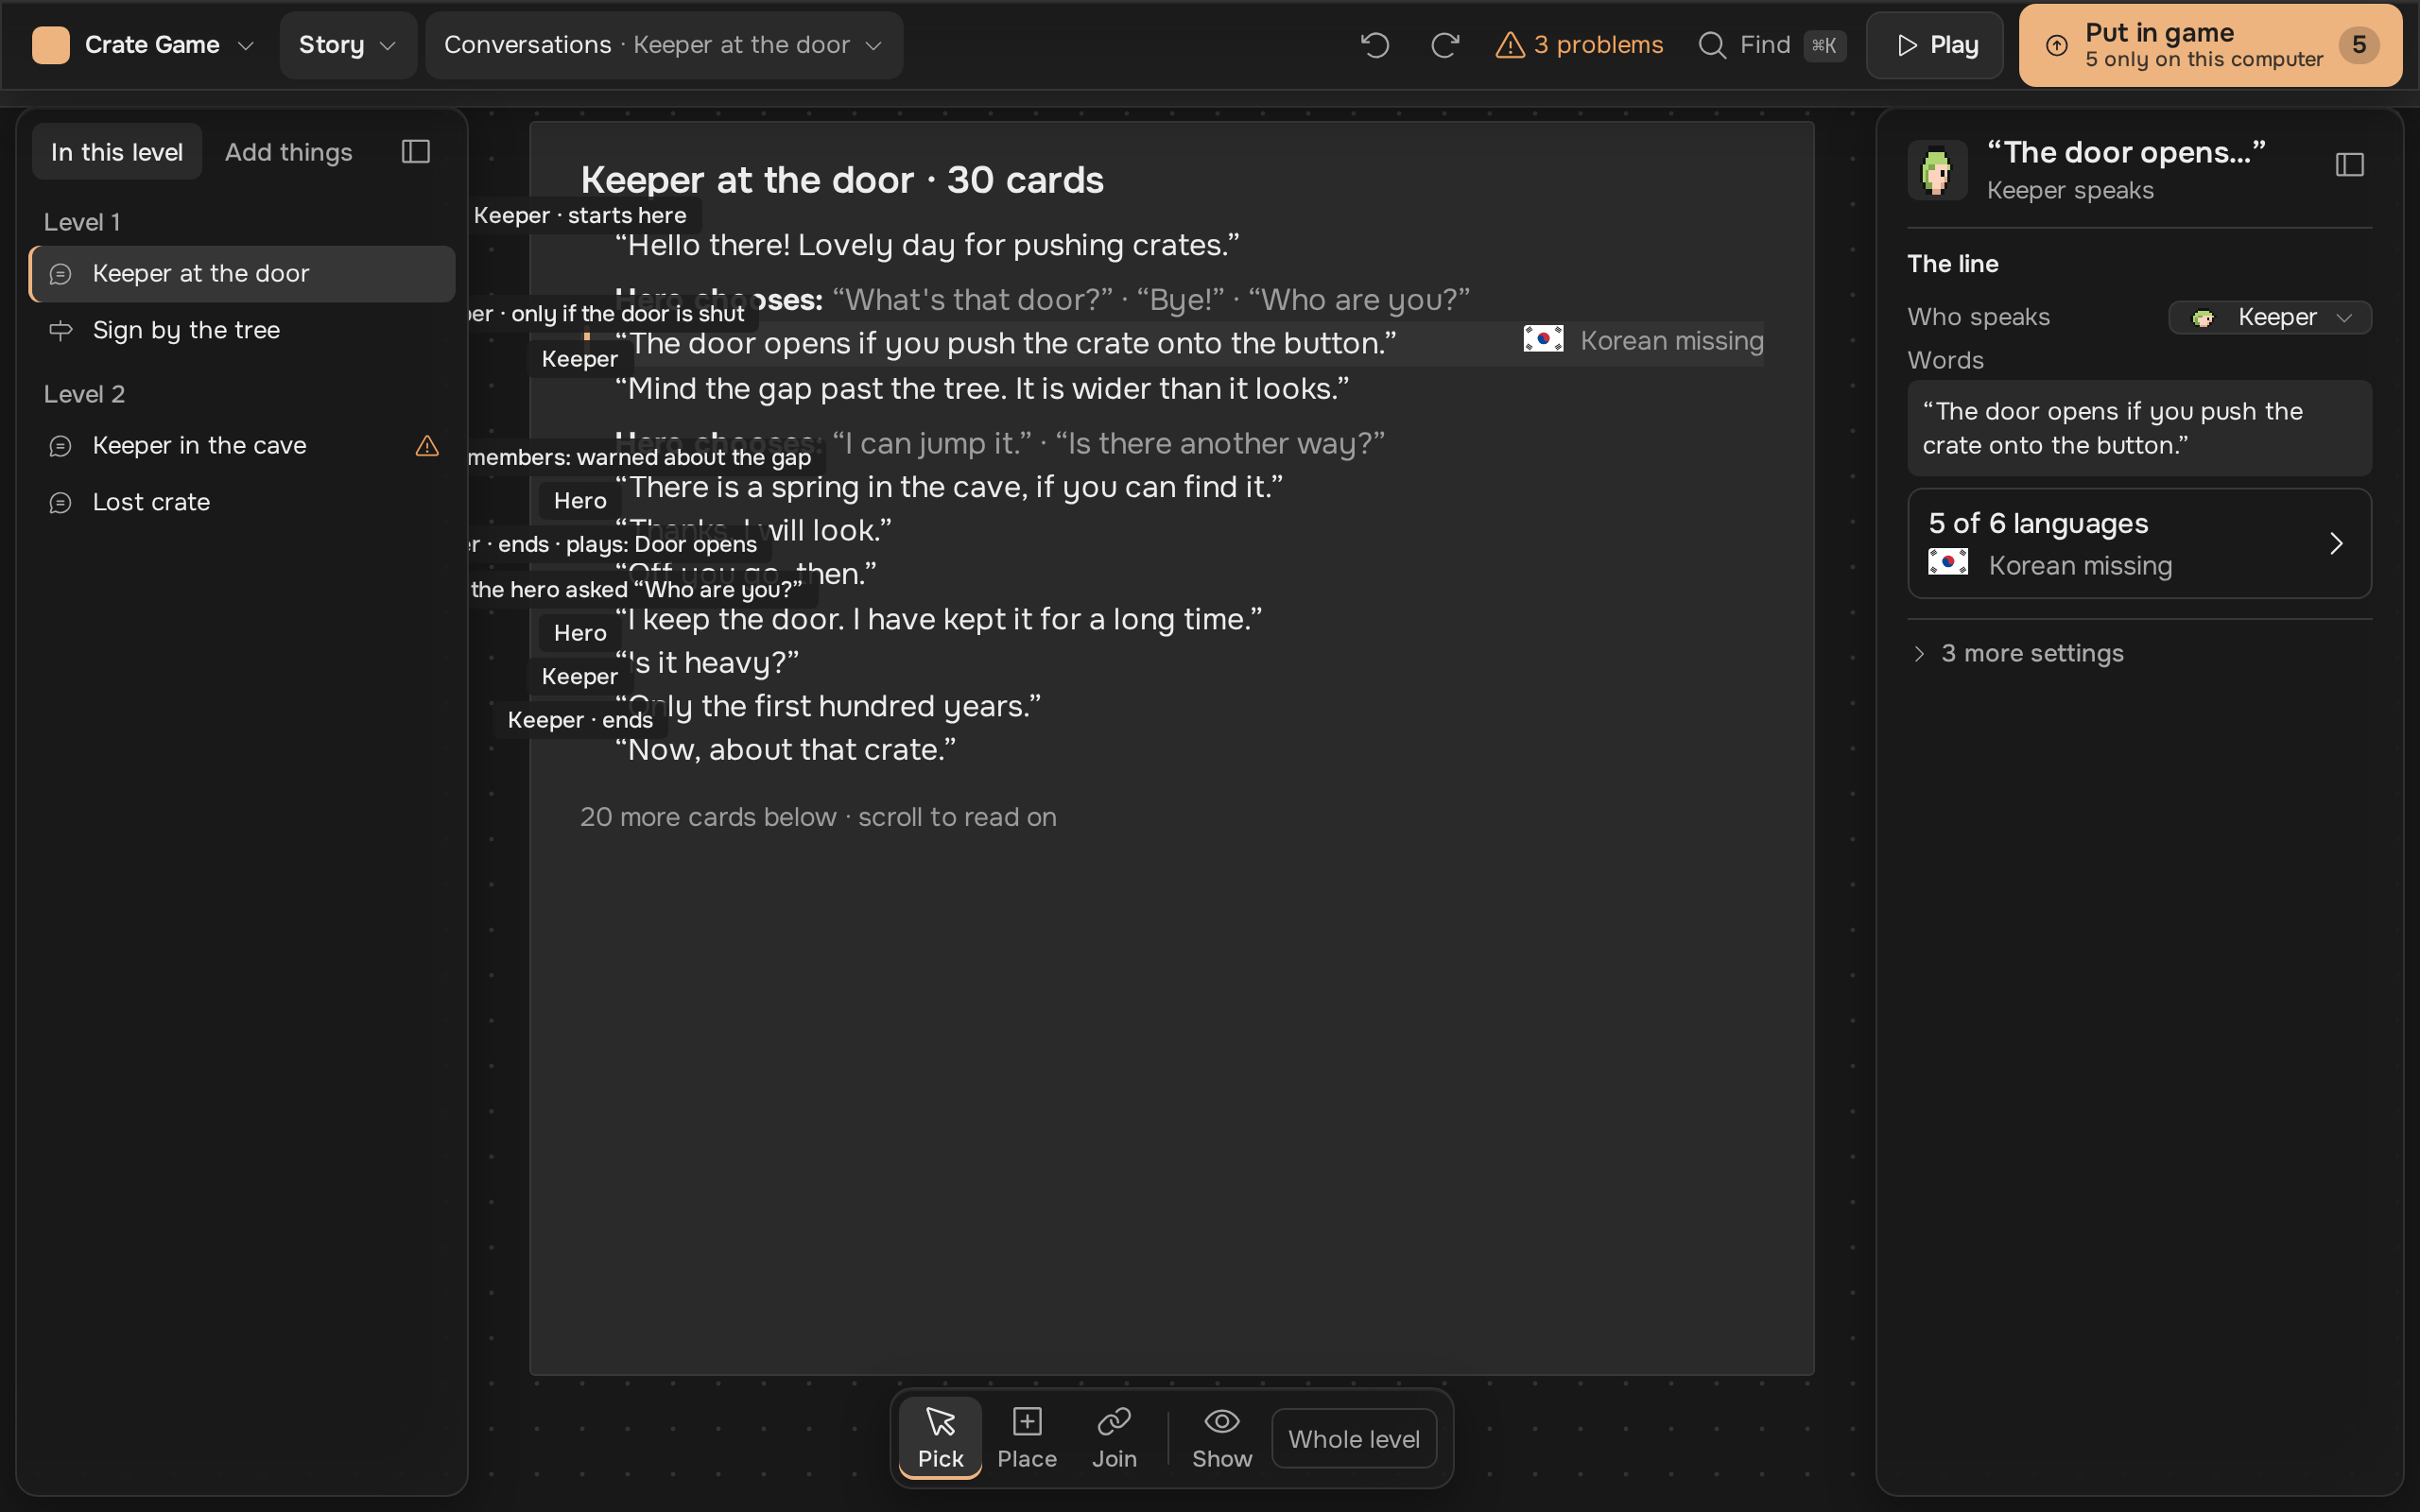 Crate Game
Story
Conversations · Keeper at the door
3 problems
Find ⌘K
Play
Put in game
5 only on this computer
5
In this level
Add things
Level 1
Keeper at the door
Sign by the tree
Level 2
Keeper in the cave
Lost crate
Keeper at the door · 30 cards
Keeper · starts here
“Hello there! Lovely day for pushing crates.”
Hero chooses: “What's that door?” · “Bye!” · “Who are you?”
· only if the door is shut
“The door opens if you push the crate onto the button.”
Korean missing
Keeper
“Mind the gap past the tree. It is wider than it looks.”
Hero chooses: “I can jump it.” · “Is there another way?”
members: warned about the gap
“There is a spring in the cave, if you can find it.”
Hero
“Thanks. I will look.”
r · ends · plays: Door opens
“Off you go, then.”
the hero asked “Who are you?”
“I keep the door. I have kept it for a long time.”
Hero
“Is it heavy?”
Keeper
“Only the first hundred years.”
Keeper · ends
“Now, about that crate.”
20 more cards below · scroll to read on
Pick
Place
Join
Show
Whole level
“The door opens...”
Keeper speaks
The line
Who speaks
Keeper
Words
“The door opens if you push the
crate onto the button.”
5 of 6 languages
Korean missing
3 more settings